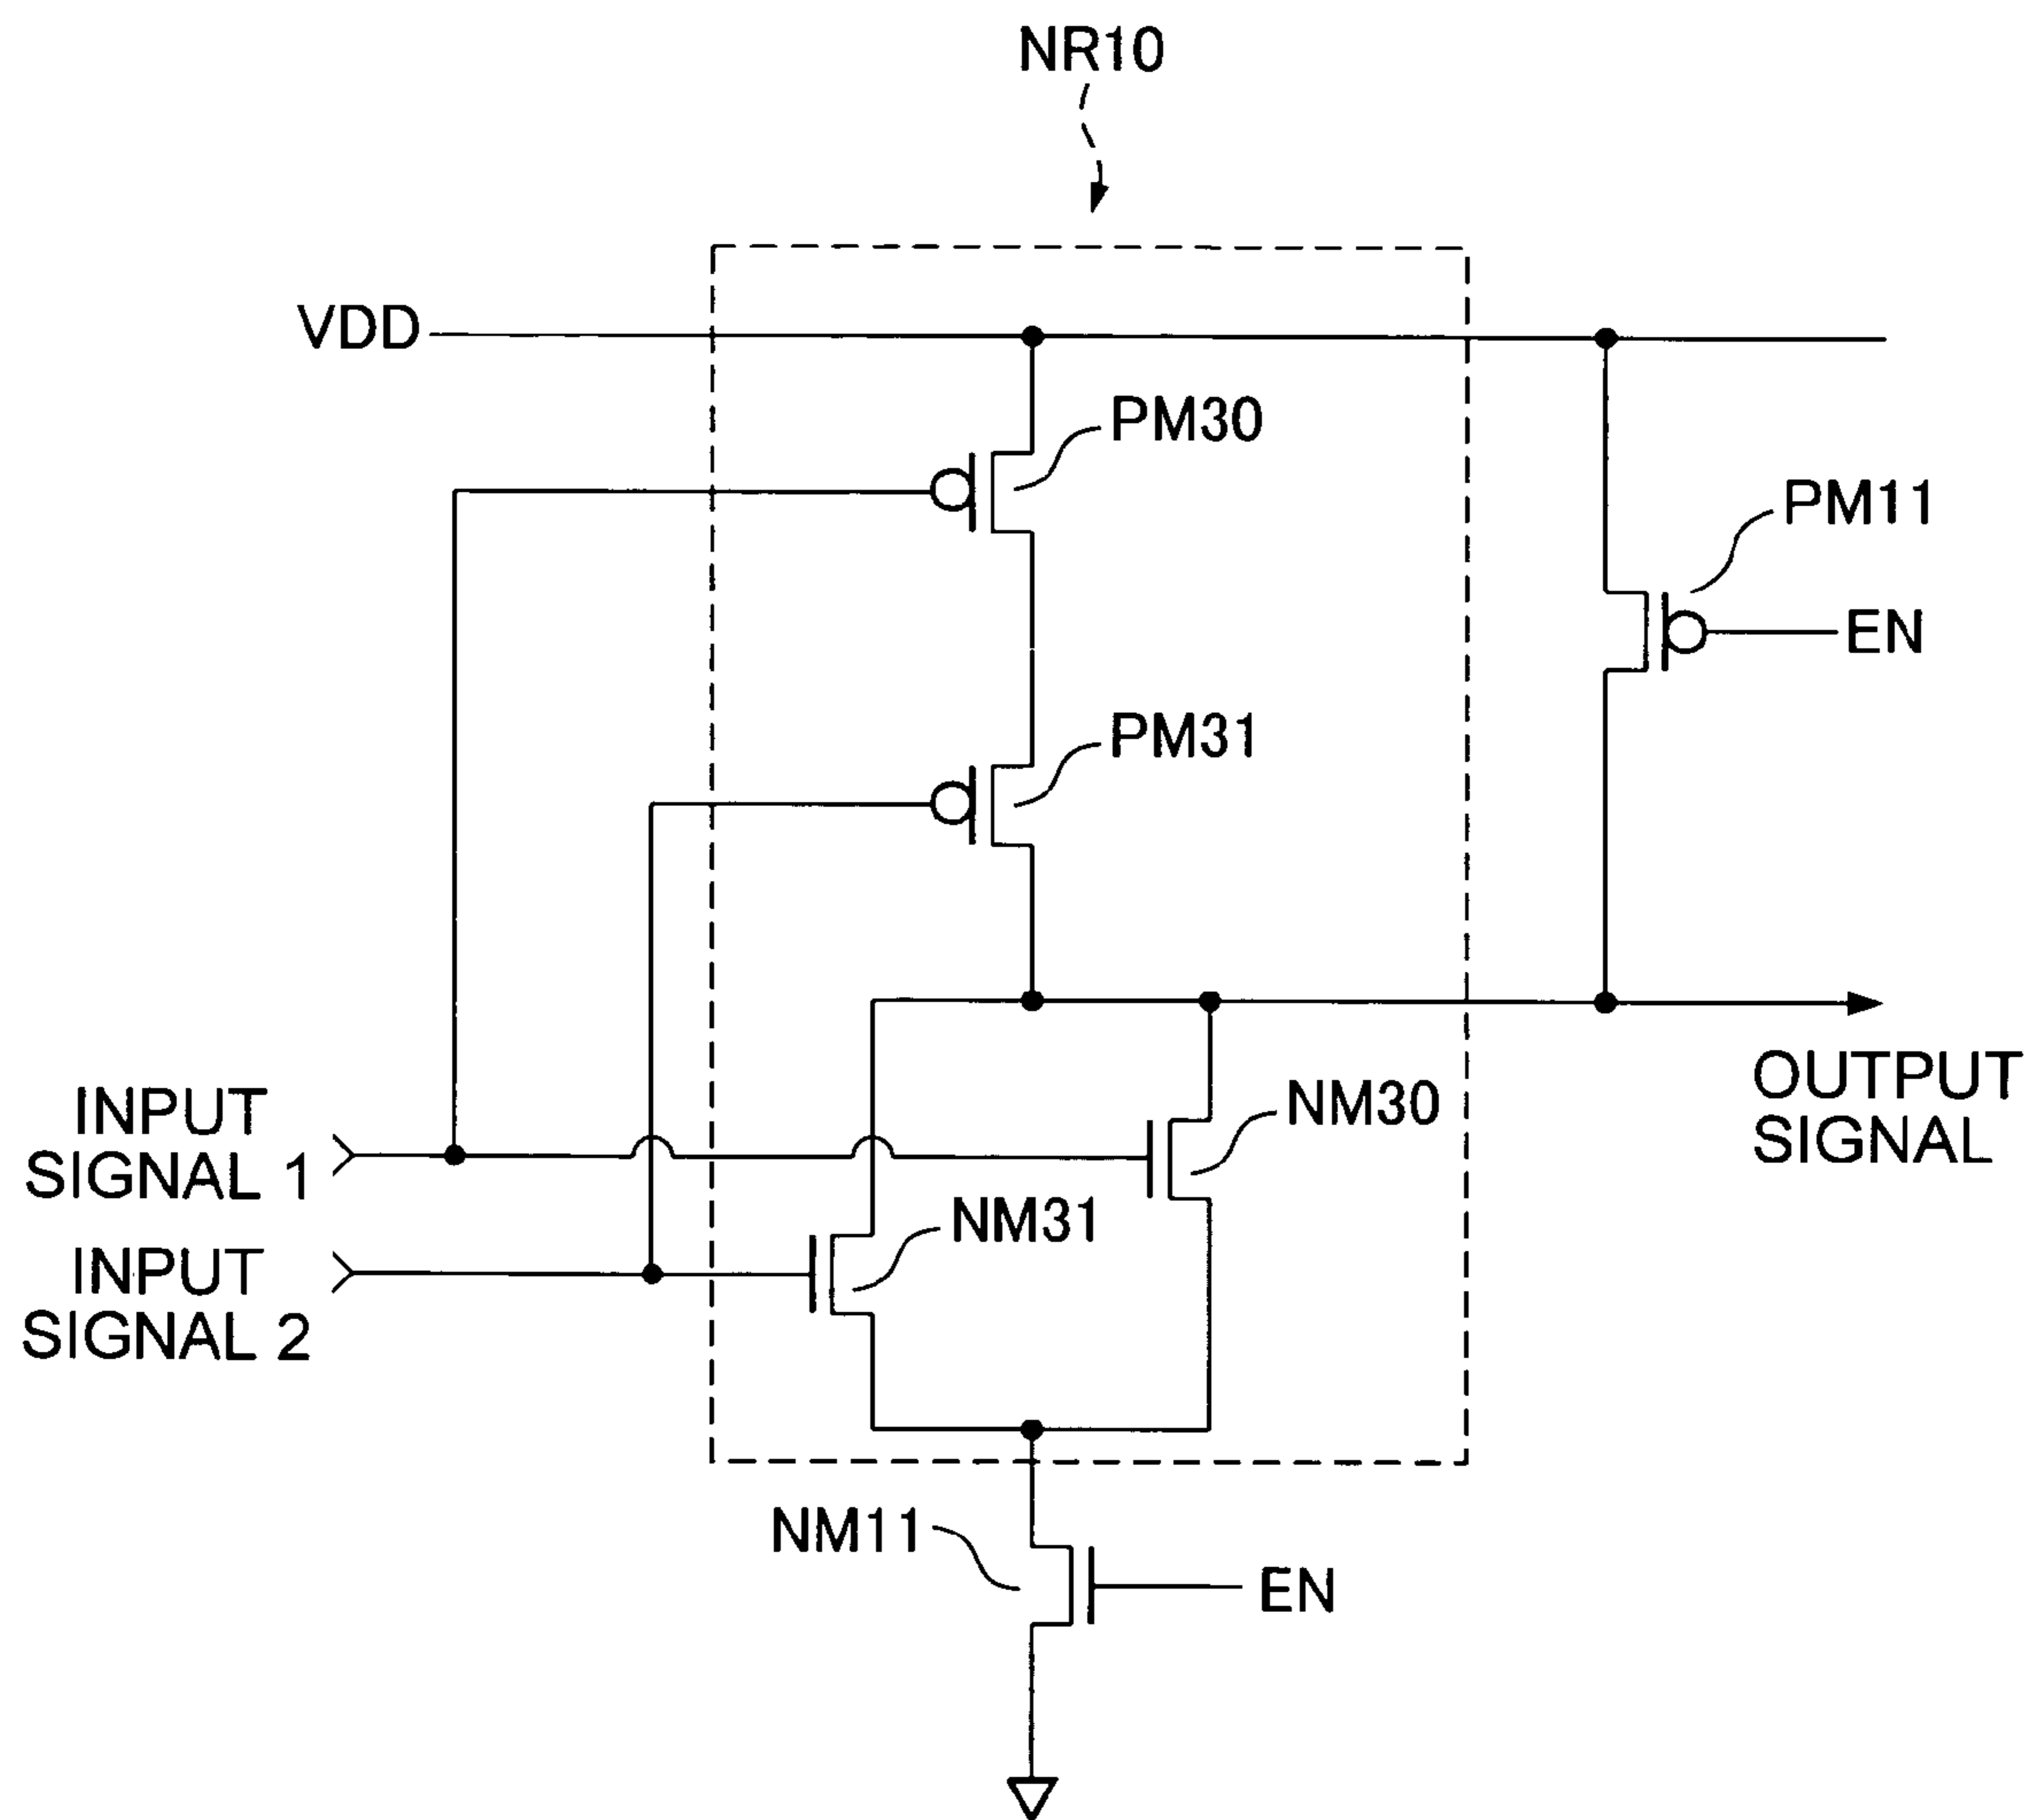 NR10
VDD
PM30
PM11
EN
PM31
INPUT
SIGNAL 1
NM30
OUTPUT
SIGNAL
NM31
INPUT
SIGNAL 2
NM11
EN